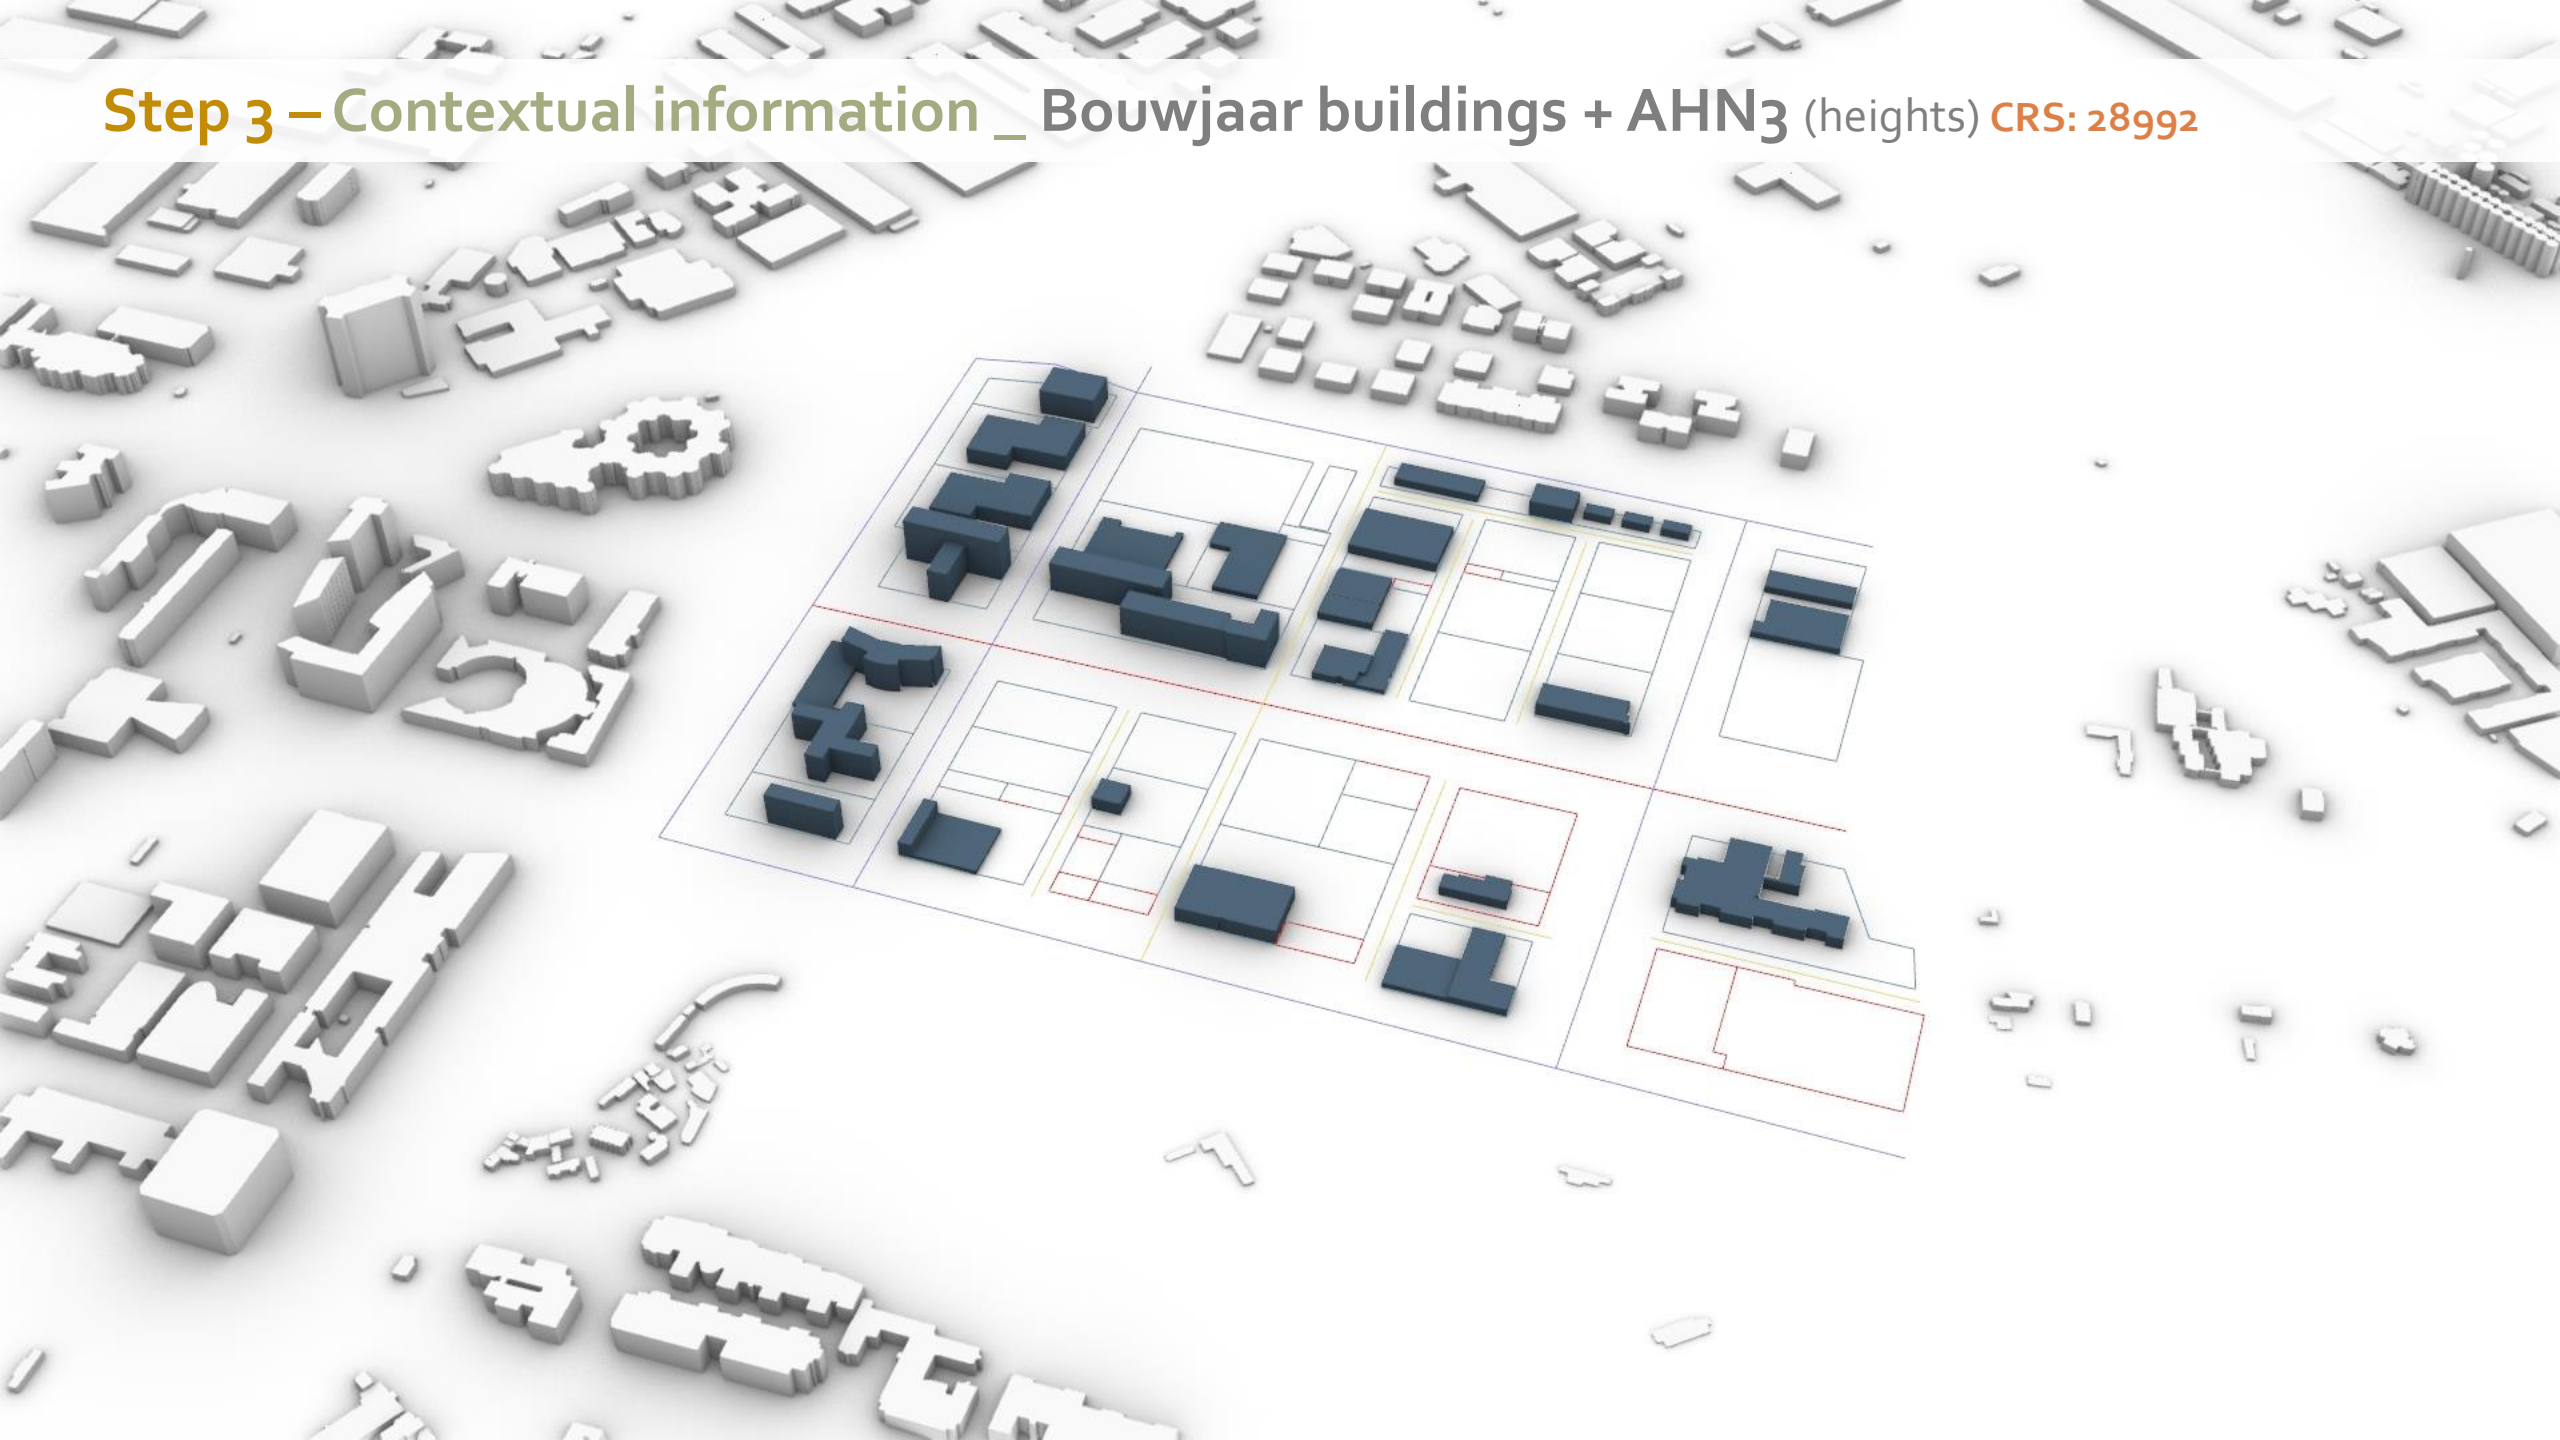 Step 3 – Contextual information _ Bouwjaar buildings + AHN3 (heights) CRS: 28992